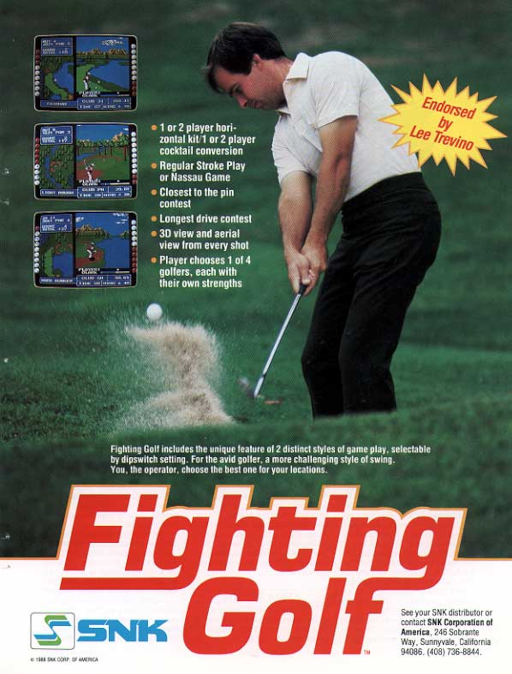 Endorsed
by
Lee Trevino
• 1 or 2 player hori-
zontal kit/1 or 2 player
cocktail conversion
• Regular Stroke Play
or Nassau Game
• Closest to the pin
contest
• Longest drive contest
• 3D view and aerial
view from every shot
• Player chooses 1 of 4
golfers, each with
their own strengths
Fighting Golf includes the unique feature of 2 distinct styles of game play, selectable
by dipswitch setting. For the avid golfer, a more challenging style of swing.
You, the operator, choose the best one for your locations.
Fighting
Golf™
SNK
© 1988 SNK CORP. OF AMERICA
See your SNK distributor or
contact SNK Corporation of
America, 246 Sobrante
Way, Sunnyvale, California
94086. (408) 736-8844.